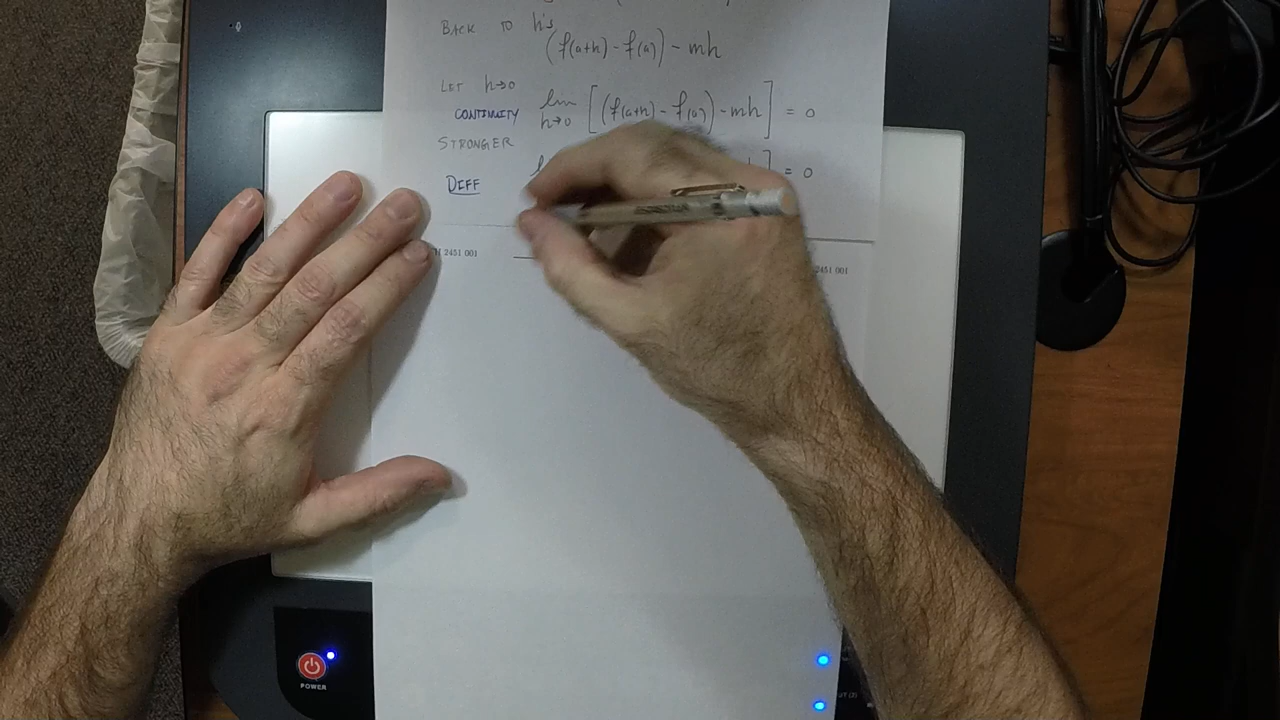 BACK TO h's
(f(a+h) - f(a)) - mh
LET h→0
CONTINUITY lim h→0 [(f(a+h) - f(a)) - mh] = 0
STRONGER
DIFF ] = 0
2451 001
2451 001
POWER